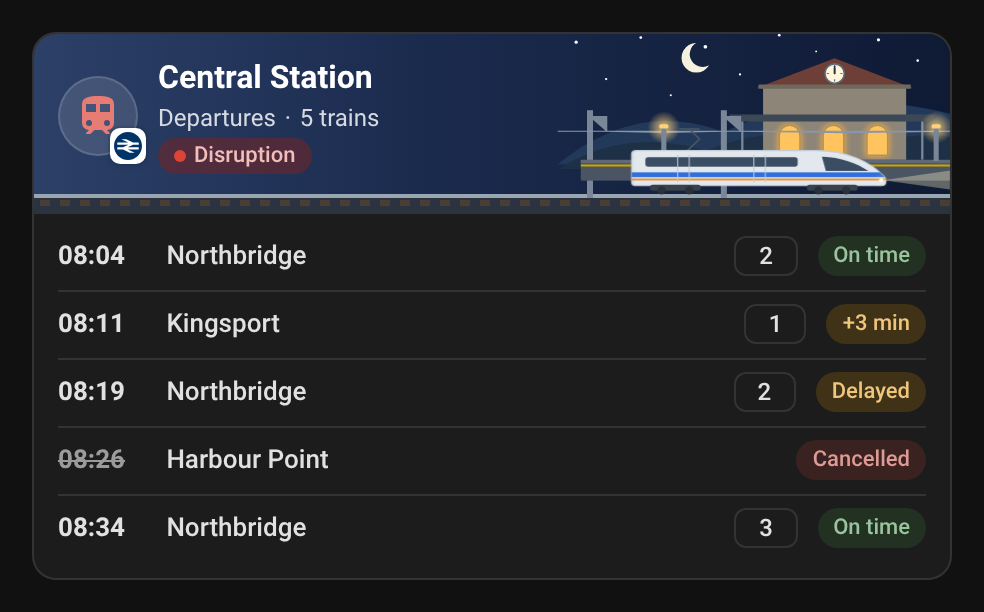 Central Station
Departures · 5 trains
Disruption
08:04 Northbridge 2 On time
08:11 Kingsport 1 +3 min
08:19 Northbridge 2 Delayed
08:26 Harbour Point Cancelled
08:34 Northbridge 3 On time